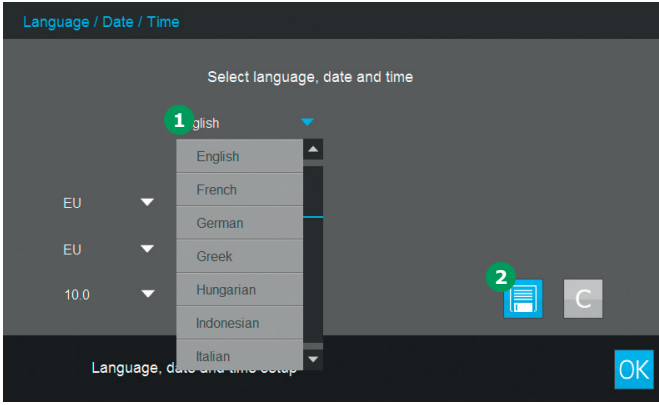 Language / Date / Time
Select language, date and time
1 glish
English
French
EU
German
EU
Greek
2
10.0
Hungarian
C
Indonesian
Italian
Language, date and time setup
OK